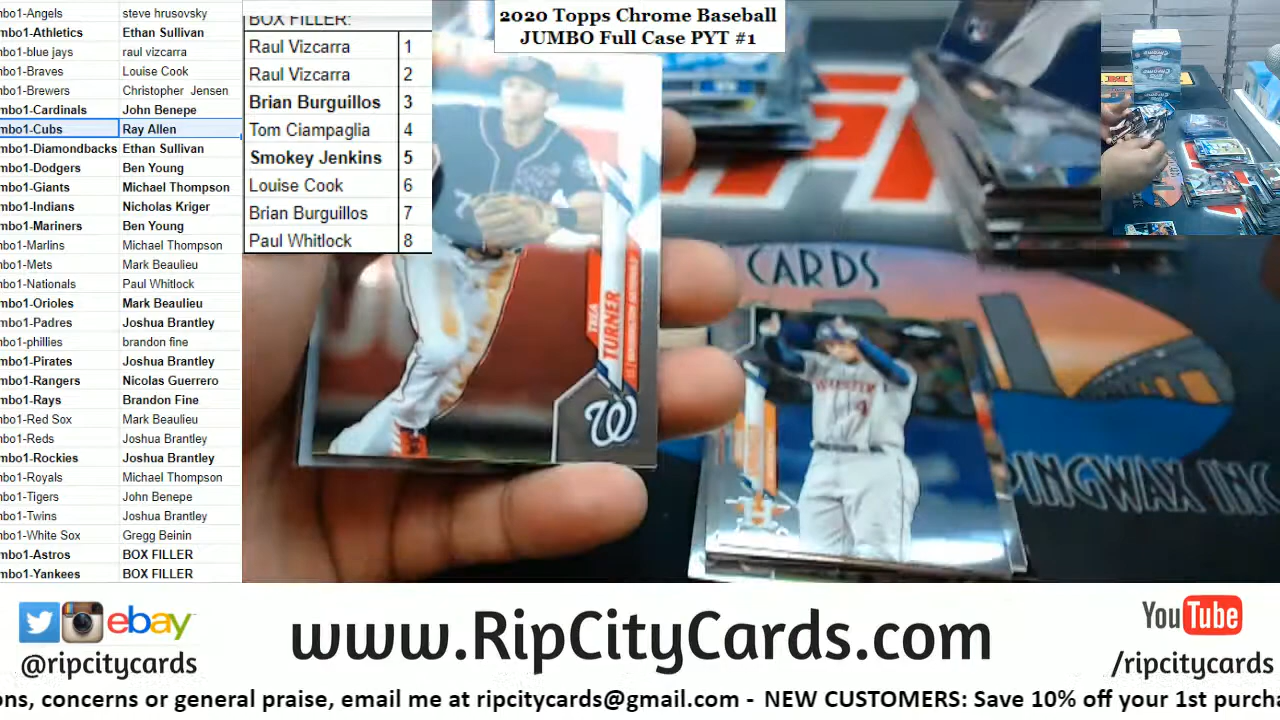 mbo1-Angels steve hrusovsky
mbo1-Athletics Ethan Sullivan
mbo1-blue jays raul vizcarra
mbo1-Braves Louise Cook
mbo1-Brewers Christopher Jensen
mbo1-Cardinals John Benepe
mbo1-Cubs Ray Allen
mbo1-Diamondbacks Ethan Sullivan
mbo1-Dodgers Ben Young
mbo1-Giants Michael Thompson
mbo1-Indians Nicholas Kriger
mbo1-Mariners Ben Young
mbo1-Marlins Michael Thompson
mbo1-Mets Mark Beaulieu
mbo1-Nationals Paul Whitlock
mbo1-Orioles Mark Beaulieu
mbo1-Padres Joshua Brantley
mbo1-phillies brandon fine
mbo1-Pirates Joshua Brantley
mbo1-Rangers Nicolas Guerrero
mbo1-Rays Brandon Fine
mbo1-Red Sox Mark Beaulieu
mbo1-Reds Joshua Brantley
mbo1-Rockies Joshua Brantley
mbo1-Royals Michael Thompson
mbo1-Tigers John Benepe
mbo1-Twins Joshua Brantley
mbo1-White Sox Gregg Beinin
mbo1-Astros BOX FILLER
mbo1-Yankees BOX FILLER
BOX FILLER:
Raul Vizcarra 1
Raul Vizcarra 2
Brian Burguillos 3
Tom Ciampaglia 4
Smokey Jenkins 5
Louise Cook 6
Brian Burguillos 7
Paul Whitlock 8
2020 Topps Chrome Baseball
JUMBO Full Case PYT #1
CARDS
PINGWAX INC
TREA
TURNER
W
ebay
@ripcitycards
www.RipCityCards.com
YouTube
/ripcitycards
ons, concerns or general praise, email me at ripcitycards@gmail.com - NEW CUSTOMERS: Save 10% off your 1st purcha